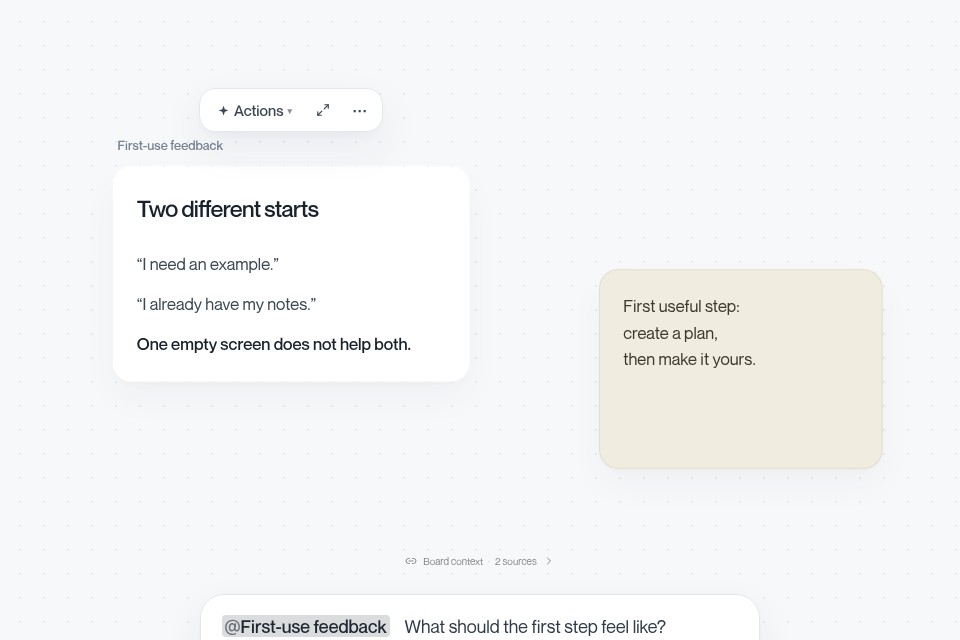 Actions
First-use feedback
Two different starts
“I need an example.”
“I already have my notes.”
One empty screen does not help both.
First useful step:
create a plan,
then make it yours.
Board context · 2 sources
@First-use feedback What should the first step feel like?